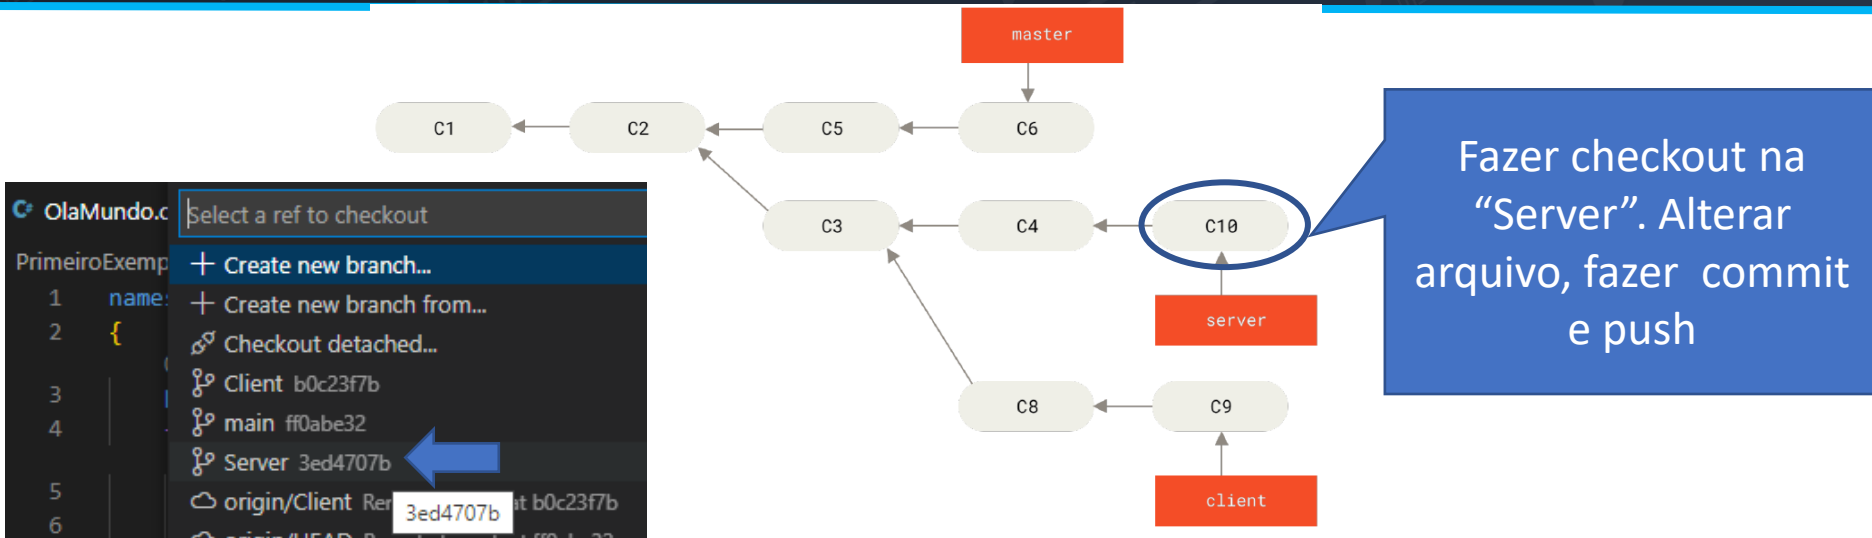 master
C1
C2
C5
C6
C3
C4
C10
server
C8
C9
client
Fazer checkout na
“Server”. Alterar
arquivo, fazer commit
e push
OlaMundo.c
PrimeiroExemp
1 name
2 {
3
4
5
6
Select a ref to checkout
+ Create new branch...
+ Create new branch from...
Checkout detached...
Client b0c23f7b
main ff0abe32
Server 3ed4707b
origin/Client Rer at b0c23f7b
3ed4707b